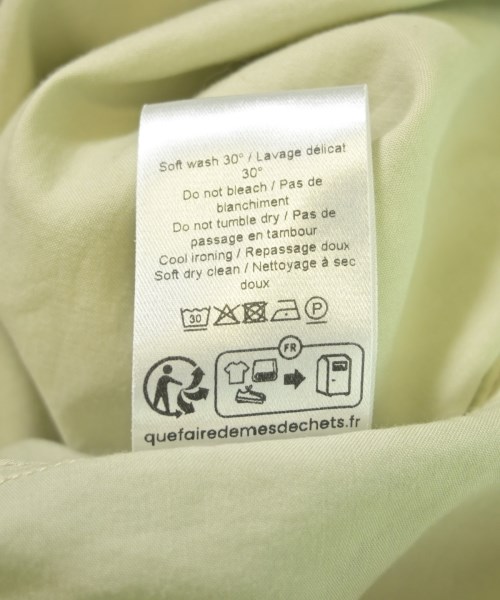 Soft wash 30° / Lavage délicat
30°
Do not bleach / Pas de
blanchiment
Do not tumble dry / Pas de
passage en tambour
Cool ironing / Repassage doux
Soft dry clean / Nettoyage à sec
doux
30 P
FR
quefairedemesdechets.fr